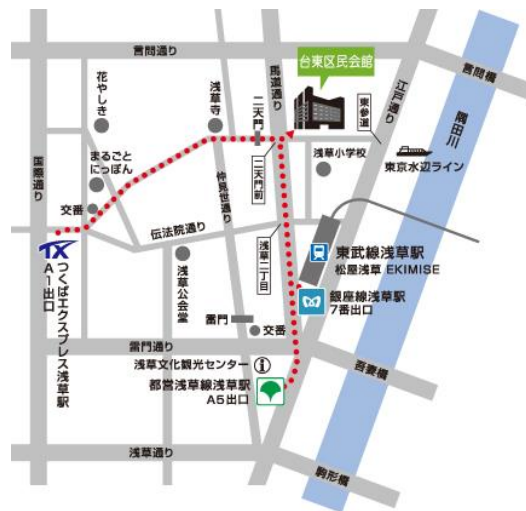 言問通り
台東区民会館
馬道通り
江戸通り
言問橋
花やしき
浅草寺
二天門
東参道
隅田川
国際通り
まるごと
にっぽん
二天門前
浅草小学校
東京水辺ライン
交番
仲見世通り
伝法院通り
浅草二丁目
TX
つくばエクスプレス浅草駅
A1出口
浅草公会堂
東武線浅草駅
松屋浅草 EKIMISE
銀座線浅草駅
7番出口
雷門
交番
雷門通り
浅草文化観光センター
i
吾妻橋
都営浅草線浅草駅
A5出口
浅草通り
駒形橋